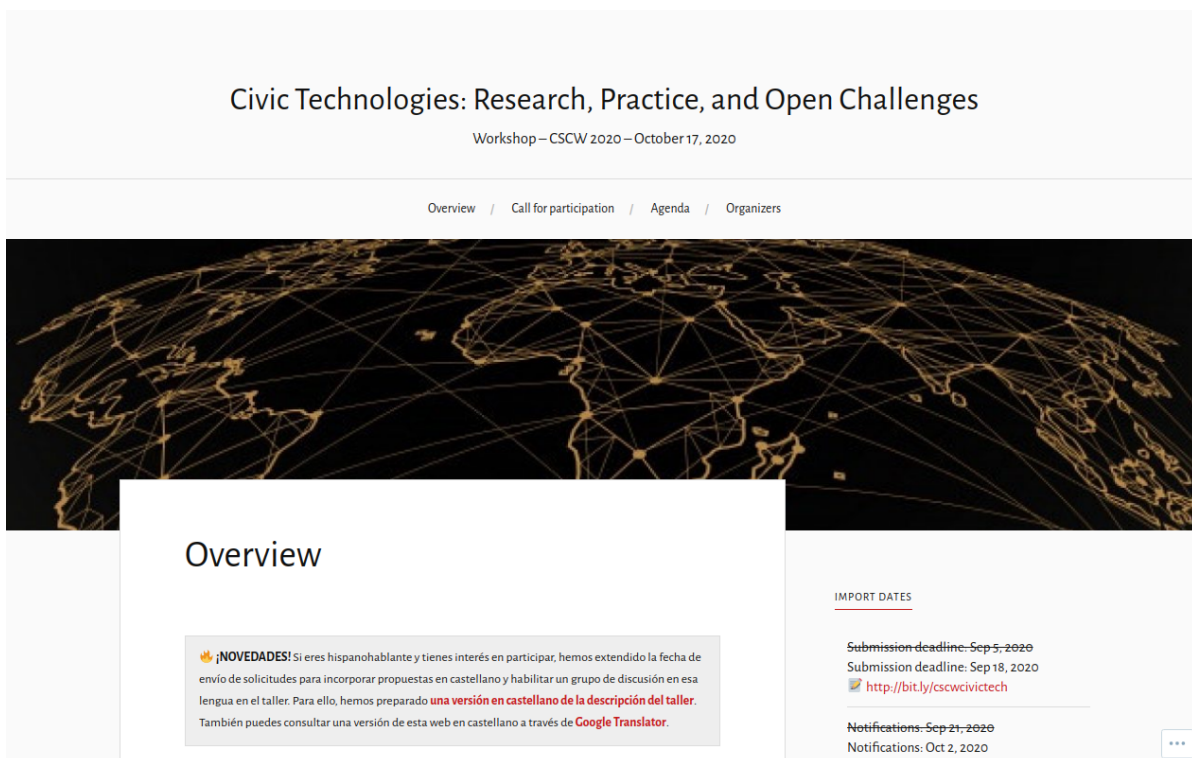 Civic Technologies: Research, Practice, and Open Challenges
Workshop – CSCW 2020 – October 17, 2020
Overview / Call for participation / Agenda / Organizers
Overview
🔥 ¡NOVEDADES! Si eres hispanohablante y tienes interés en participar, hemos extendido la fecha de
envío de solicitudes para incorporar propuestas en castellano y habilitar un grupo de discusión en esa
lengua en el taller. Para ello, hemos preparado una versión en castellano de la descripción del taller.
También puedes consultar una versión de esta web en castellano a través de Google Translator.
IMPORT DATES
Submission deadline: Sep 5, 2020
Submission deadline: Sep 18, 2020
📝 http://bit.ly/cscwcivictech
Notifications: Sep 21, 2020
Notifications: Oct 2, 2020